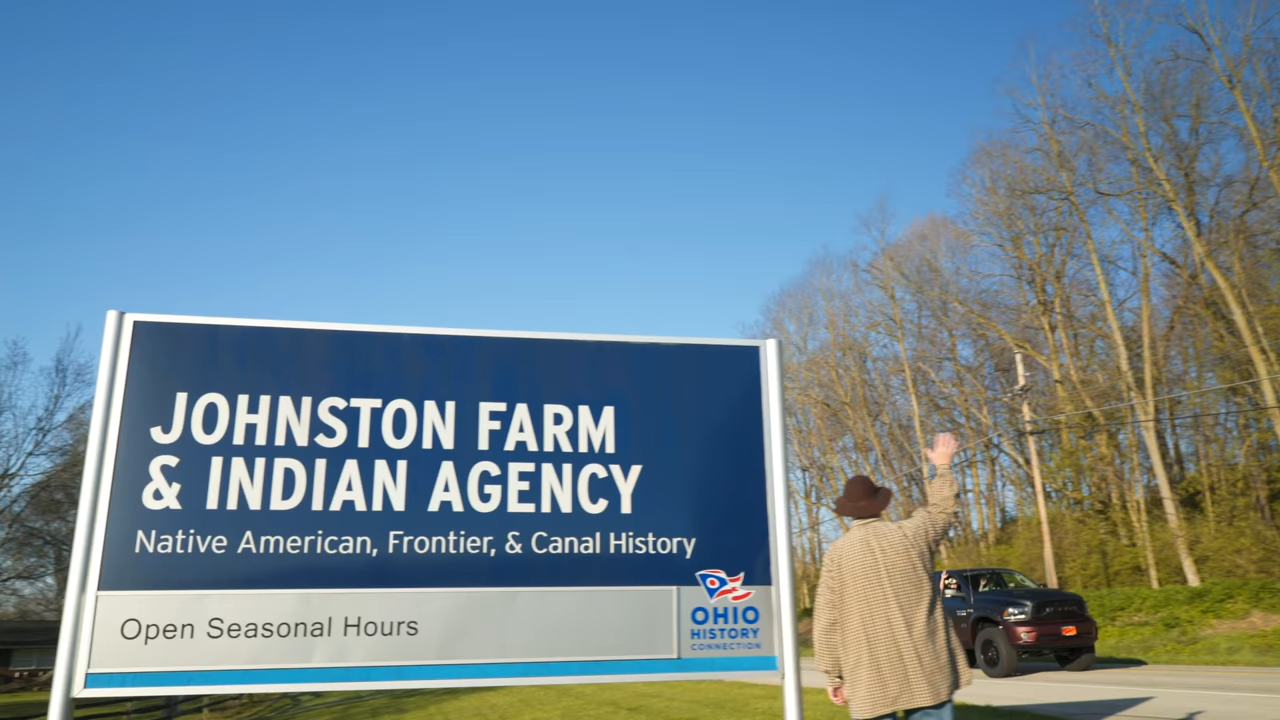 JOHNSTON FARM
& INDIAN AGENCY
Native American, Frontier, & Canal History
Open Seasonal Hours
OHIO
HISTORY
CONNECTION